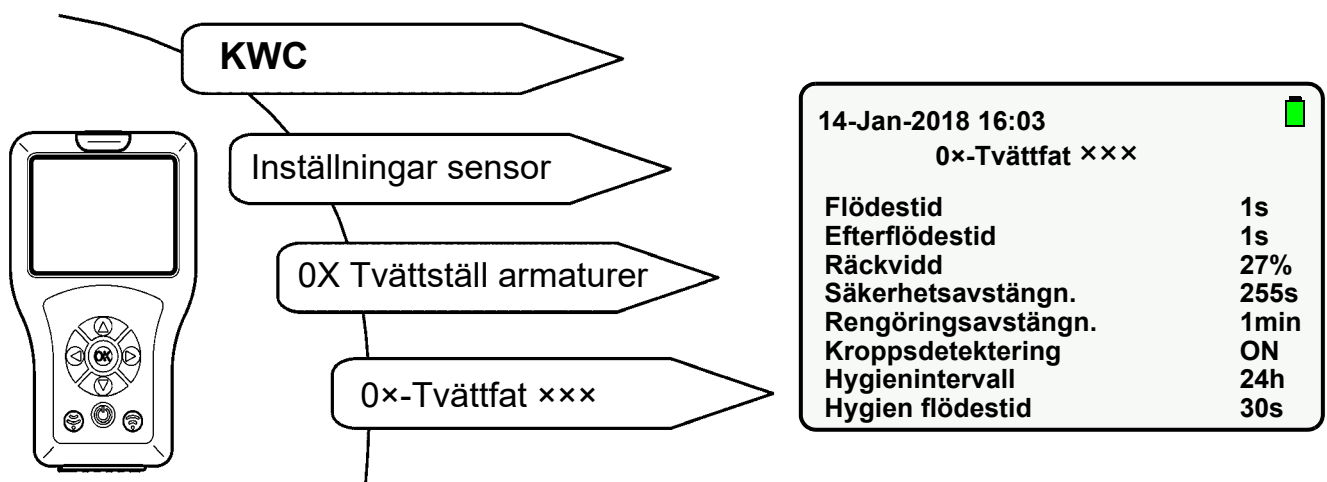 KWC
Inställningar sensor
0X Tvättställ armaturer
0×-Tvättfat ×××
OK
14-Jan-2018 16:03
0×-Tvättfat ×××
Flödestid 1s
Efterflödestid 1s
Räckvidd 27%
Säkerhetsavstängn. 255s
Rengöringsavstängn. 1min
Kroppsdetektering ON
Hygienintervall 24h
Hygien flödestid 30s